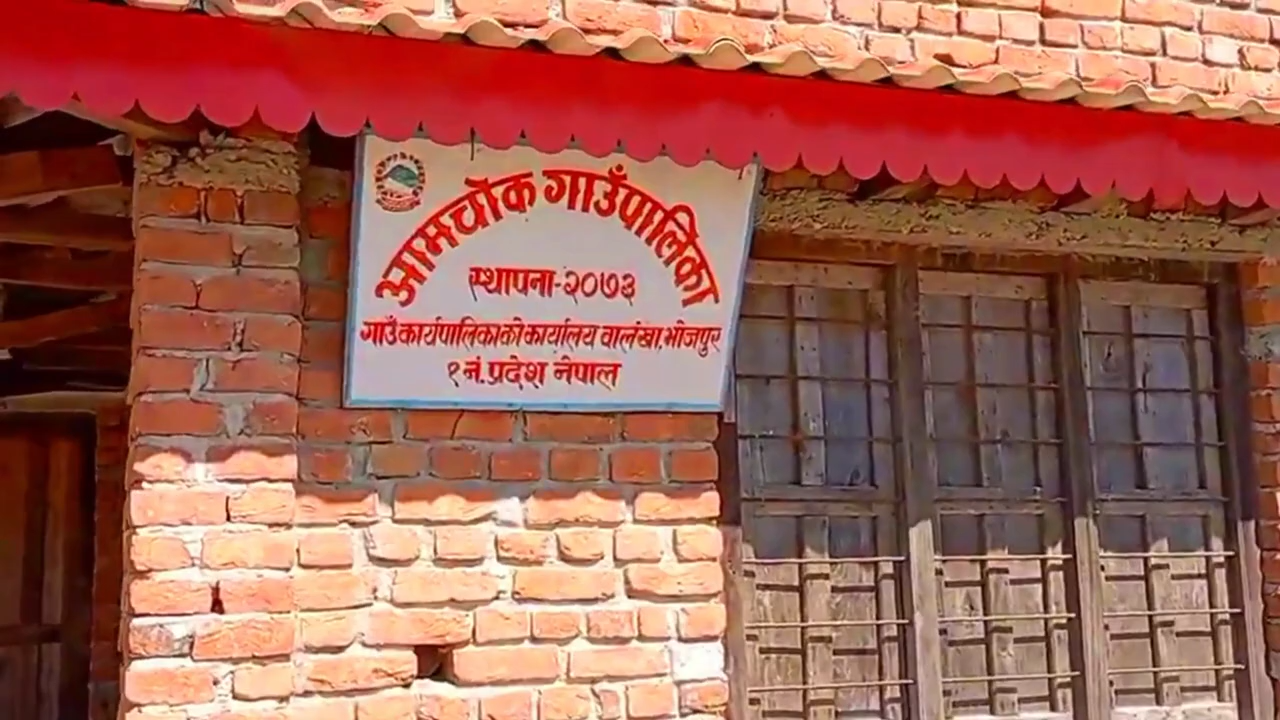 आमचोक गाउँपालिका
स्थापना-२०७३
गाउँ कार्यपालिकाको कार्यालय वालंखा, भोजपुर
१ नं. प्रदेश नेपाल